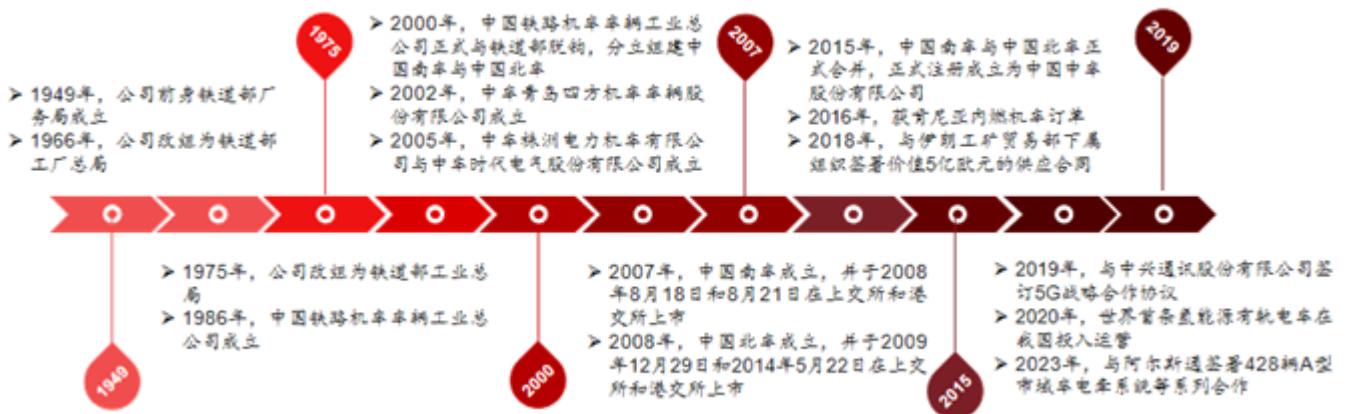 1975
2007
2019
➢ 1949年，公司前身铁道部厂
务局成立
➢ 1966年，公司改组为铁道部
工厂总局
➢ 2000年，中国铁路机车车辆工业总
公司正式与铁道部脱钩，分立组建中
国南车与中国北车
➢ 2002年，中车青岛四方机车车辆股
份有限公司成立
➢ 2005年，中车株洲电力机车有限公
司与中车时代电气股份有限公司成立
➢ 2015年，中国南车与中国北车正
式合并，正式注册成立为中国中车
股份有限公司
➢ 2016年，获肯尼亚内燃机车订单
➢ 2018年，与伊朗工矿贸易部下属
组织签署价值5亿欧元的供应合同
➢ 1975年，公司改组为铁道部工业总
局
➢ 1986年，中国铁路机车车辆工业总
公司成立
➢ 2007年，中国南车成立，并于2008
年8月18日和8月21日在上交所和港
交所上市
➢ 2008年，中国北车成立，并于2009
年12月29日和2014年5月22日在上交
所和港交所上市
➢ 2019年，与中兴通讯股份有限公司签
订5G战略合作协议
➢ 2020年，世界首条氢能源有轨电车在
我国投入运营
➢ 2023年，与阿尔斯通签署428辆A型
市域车电牵系统等系列合作
1949
2000
2015